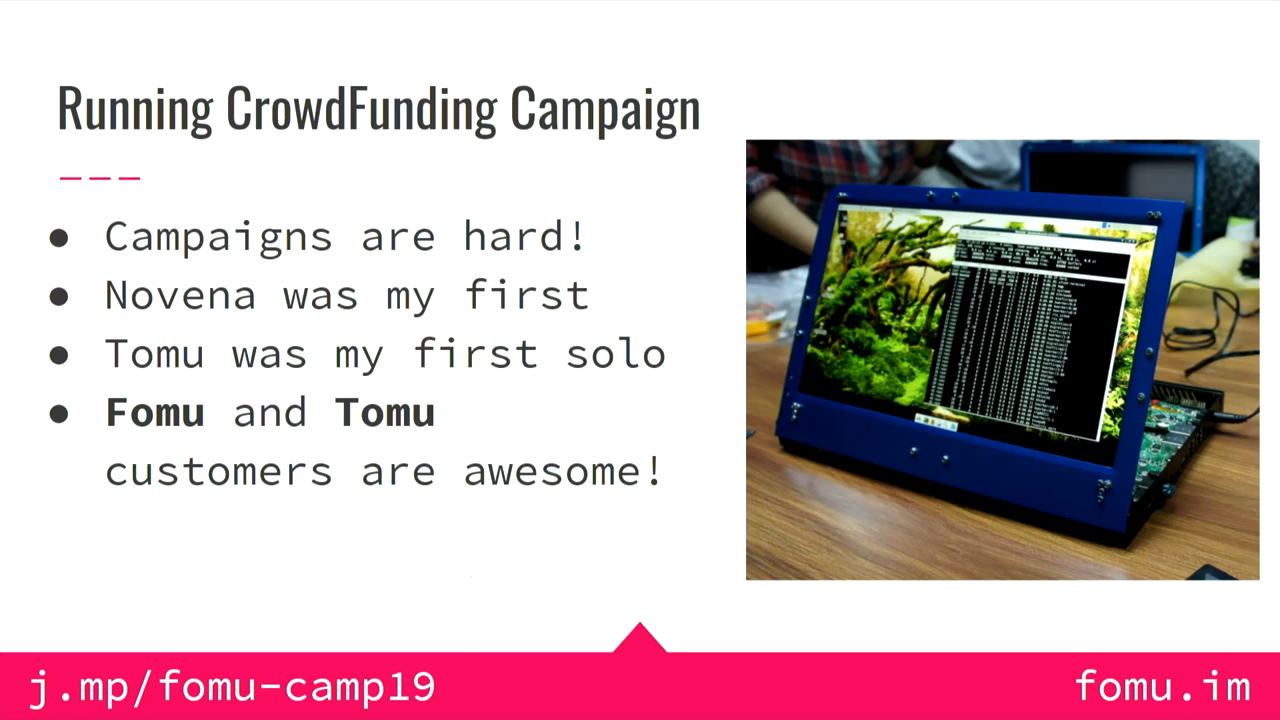 Running CrowdFunding Campaign
● Campaigns are hard!
● Novena was my first
● Tomu was my first solo
● Fomu and Tomu
customers are awesome!
j.mp/fomu-camp19
fomu.im